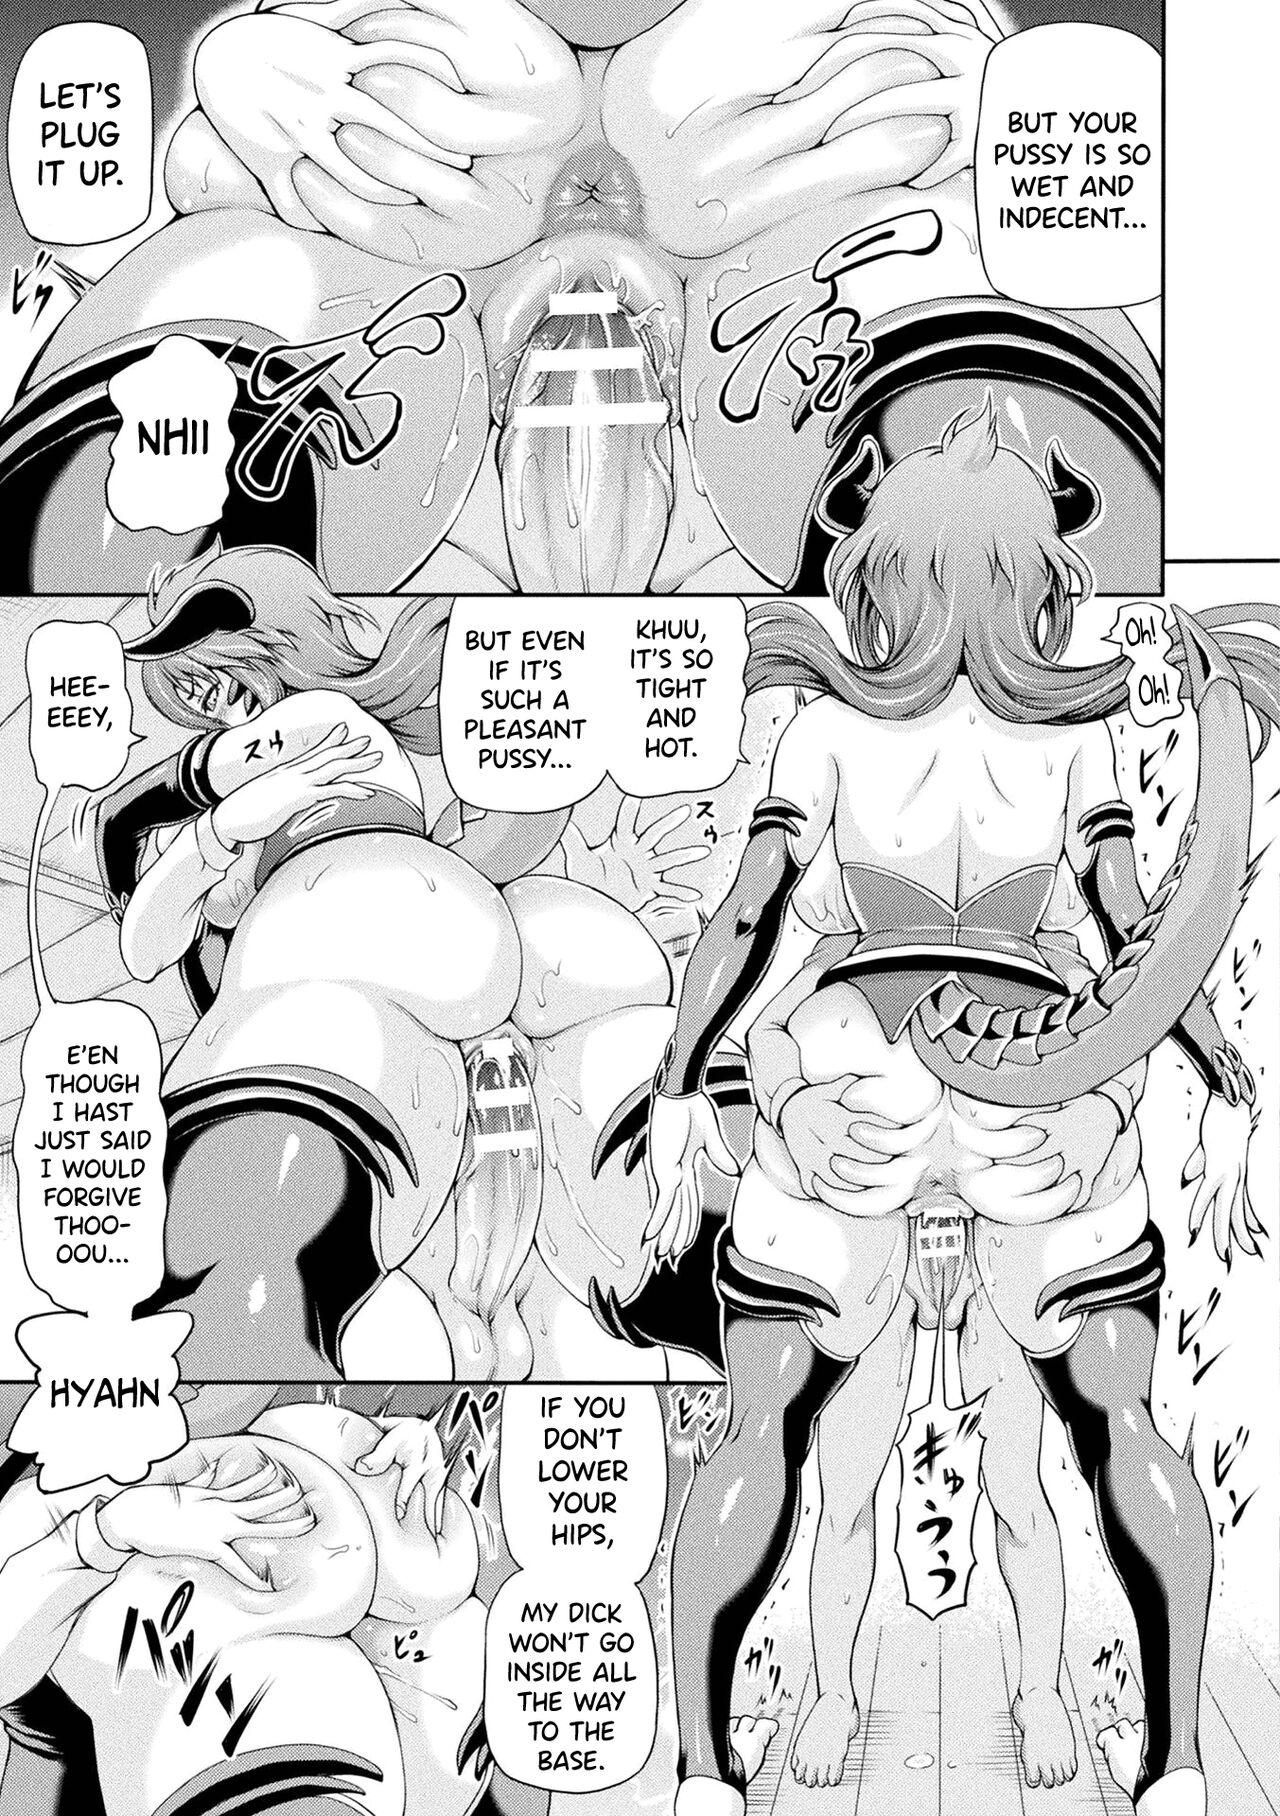 BUT YOUR
PUSSY IS SO
WET AND
INDECENT...
LET'S
PLUG
IT UP.
NHII
Oh!
Oh!
KHUU,
IT'S SO
TIGHT
AND
HOT.
BUT EVEN
IF IT'S
SUCH A
PLEASANT
PUSSY...
HEE-
EEEY,
E'EN
THOUGH
I HAST
JUST SAID
I WOULD
FORGIVE
THOO-
OOU...
ぎゅうぅ
IF YOU
DON'T
LOWER
YOUR
HIPS,
MY DICK
WON'T GO
INSIDE ALL
THE WAY
TO THE
BASE.
HYAHN